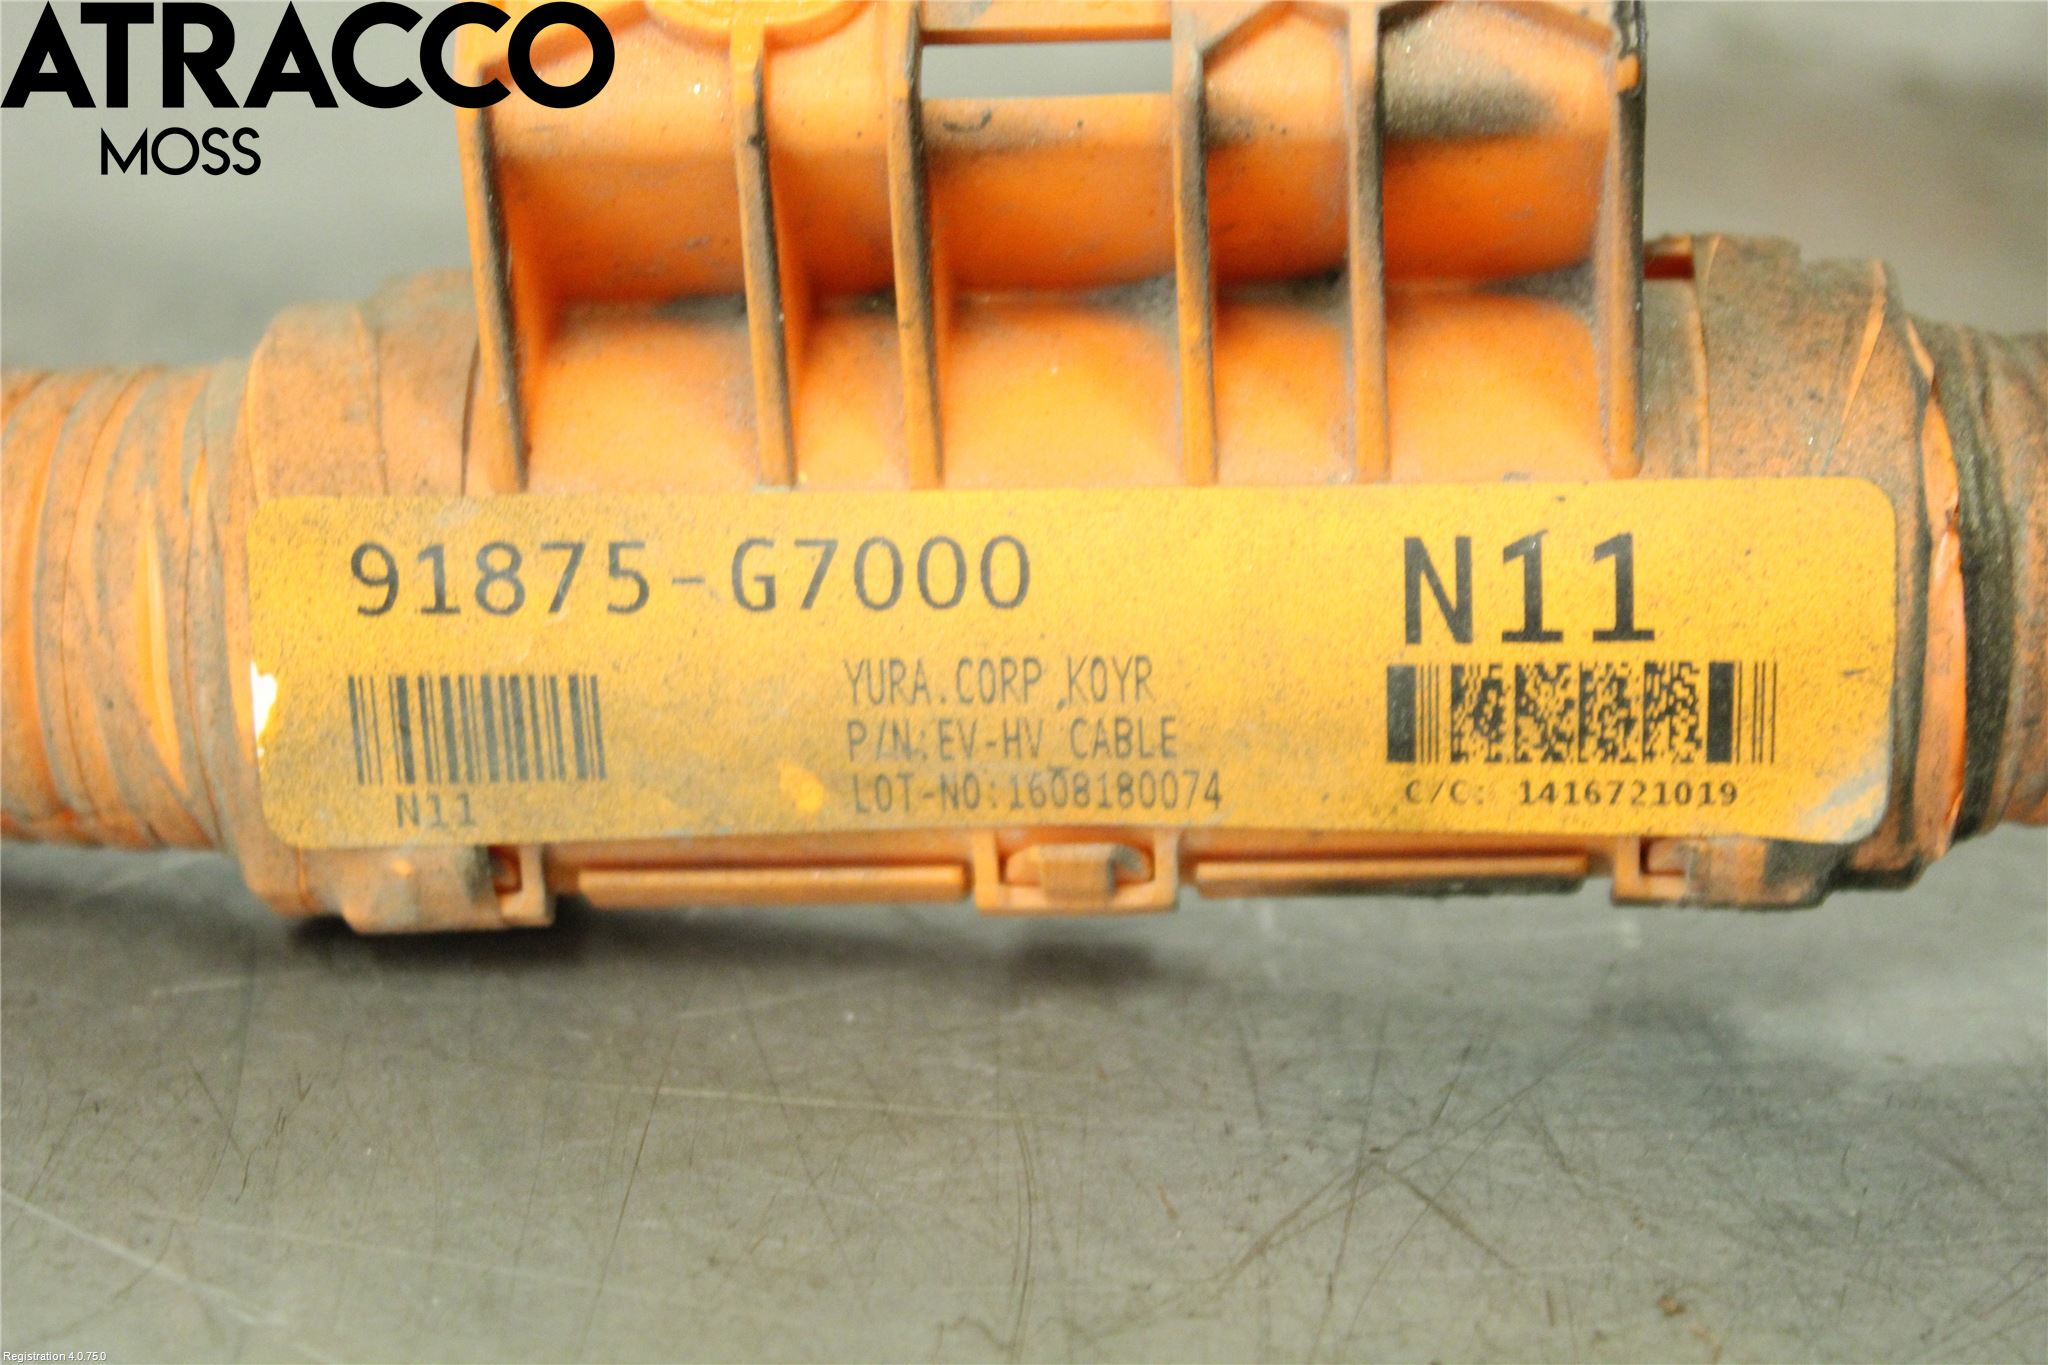 ATRACCO
MOSS
91875-G7000
N11
N11
YURA.CORP KOYR
P/N:EV-HV CABLE
LOT-NO:1608180074
C/C: 1416721019
Registration 4.0.75.0